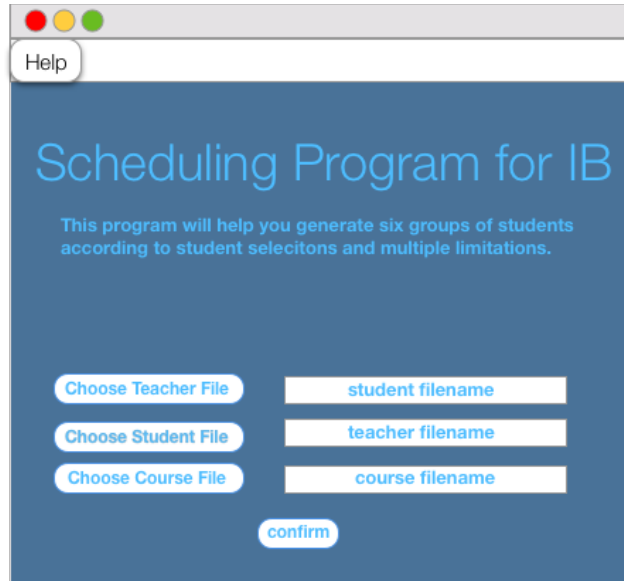 Help
Scheduling Program for IB
This program will help you generate six groups of students
according to student selecitons and multiple limitations.
Choose Teacher File
student filename
Choose Student File
teacher filename
Choose Course File
course filename
confirm